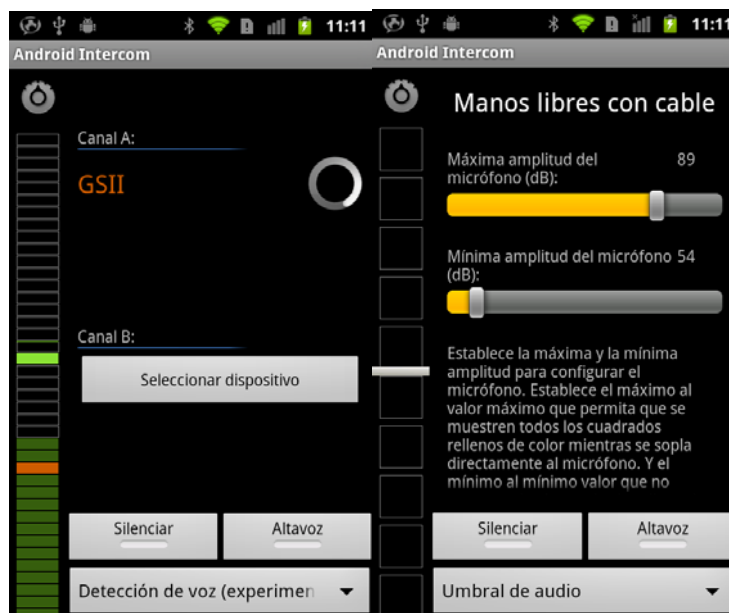 11:11
Android Intercom
Canal A:
GSII
Canal B:
Seleccionar dispositivo
Silenciar
Altavoz
Detección de voz (experimen
11:11
Android Intercom
Manos libres con cable
Máxima amplitud del
micrófono (dB):
89
Mínima amplitud del micrófono
(dB):
54
Establece la máxima y la mínima
amplitud para configurar el
micrófono. Establece el máximo al
valor máximo que permita que se
muestren todos los cuadrados
rellenos de color mientras se sopla
directamente al micrófono. Y el
mínimo al mínimo valor que no
Silenciar
Altavoz
Umbral de audio